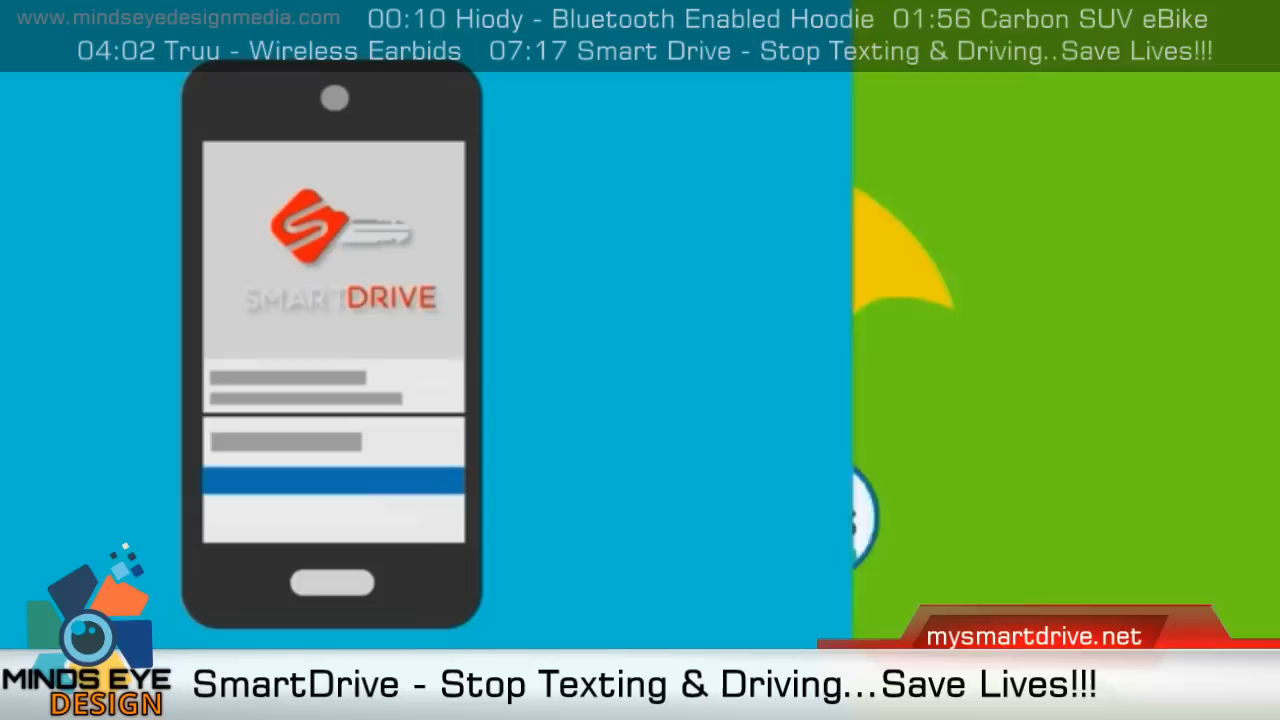 www.mindseyedesignmedia.com 00:10 Hiody - Bluetooth Enabled Hoodie 01:56 Carbon SUV eBike
04:02 Truu - Wireless Earbids 07:17 Smart Drive - Stop Texting & Driving..Save Lives!!!
S
SMARTDRIVE
mysmartdrive.net
MINDS EYE
DESIGN
SmartDrive - Stop Texting & Driving...Save Lives!!!